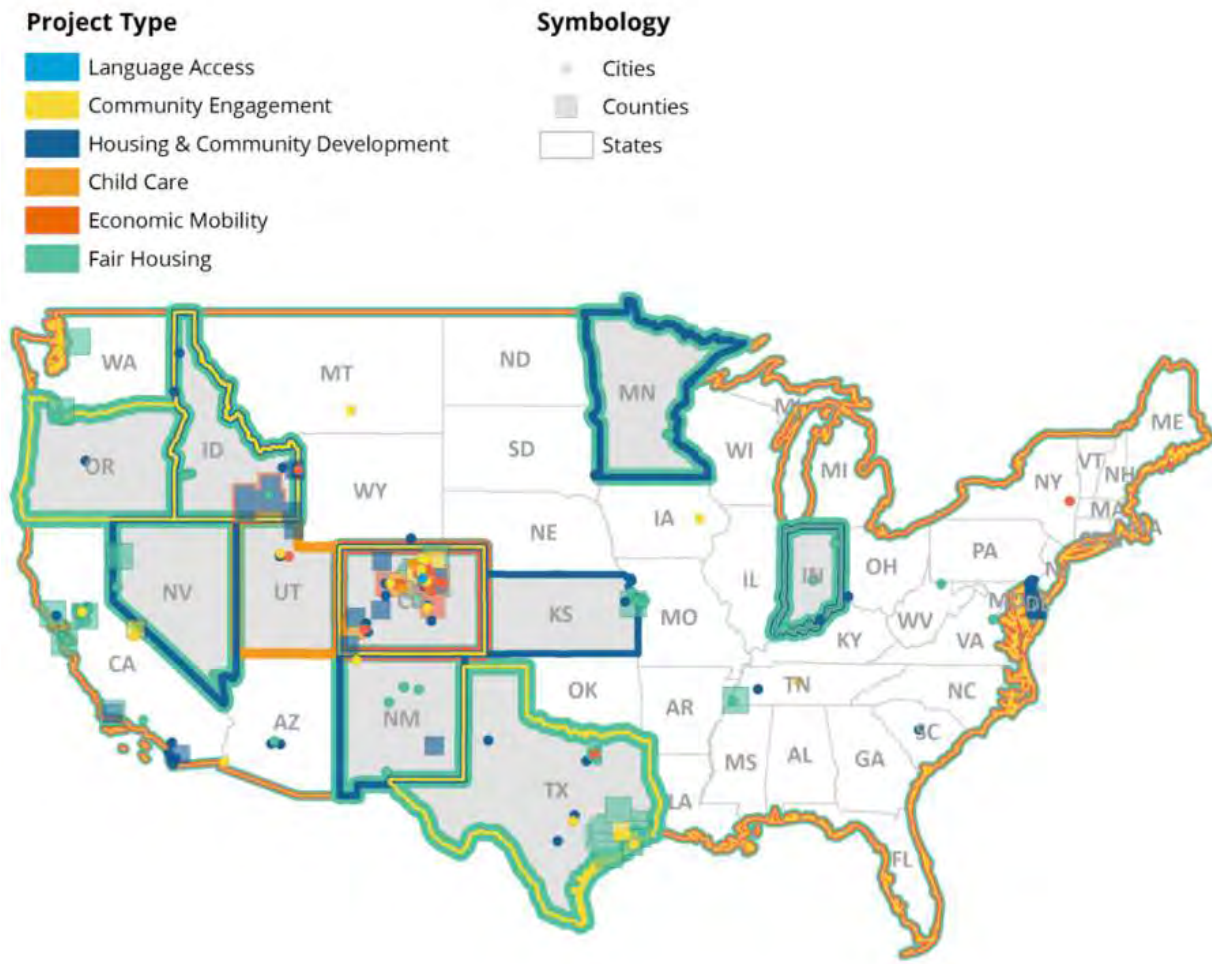 Project Type
Language Access
Community Engagement
Housing & Community Development
Child Care
Economic Mobility
Fair Housing
Symbology
Cities
Counties
States
WA
MT
ND
MN
ME
OR
ID
SD
WI
MI
MI
VT
NH
NY
WY
MA
IA
NE
PA
NV
UT
IL
IN
OH
KS
MO
WV
VA
KY
CA
DE
AZ
NM
OK
AR
TN
NC
SC
MS
AL
GA
TX
LA
FL